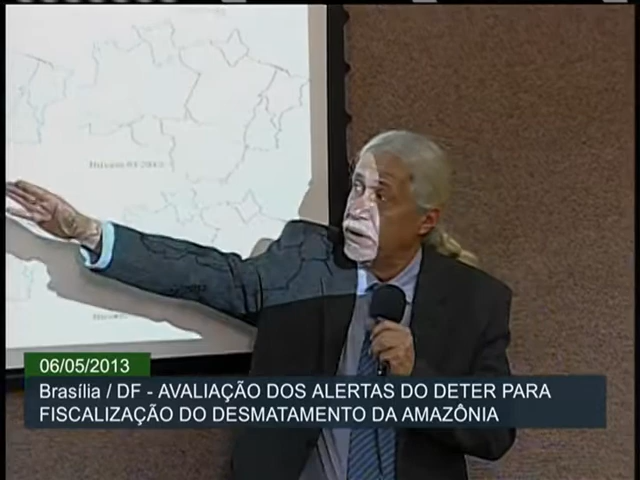 06/05/2013
Brasília / DF - AVALIAÇÃO DOS ALERTAS DO DETER PARA
FISCALIZAÇÃO DO DESMATAMENTO DA AMAZÔNIA